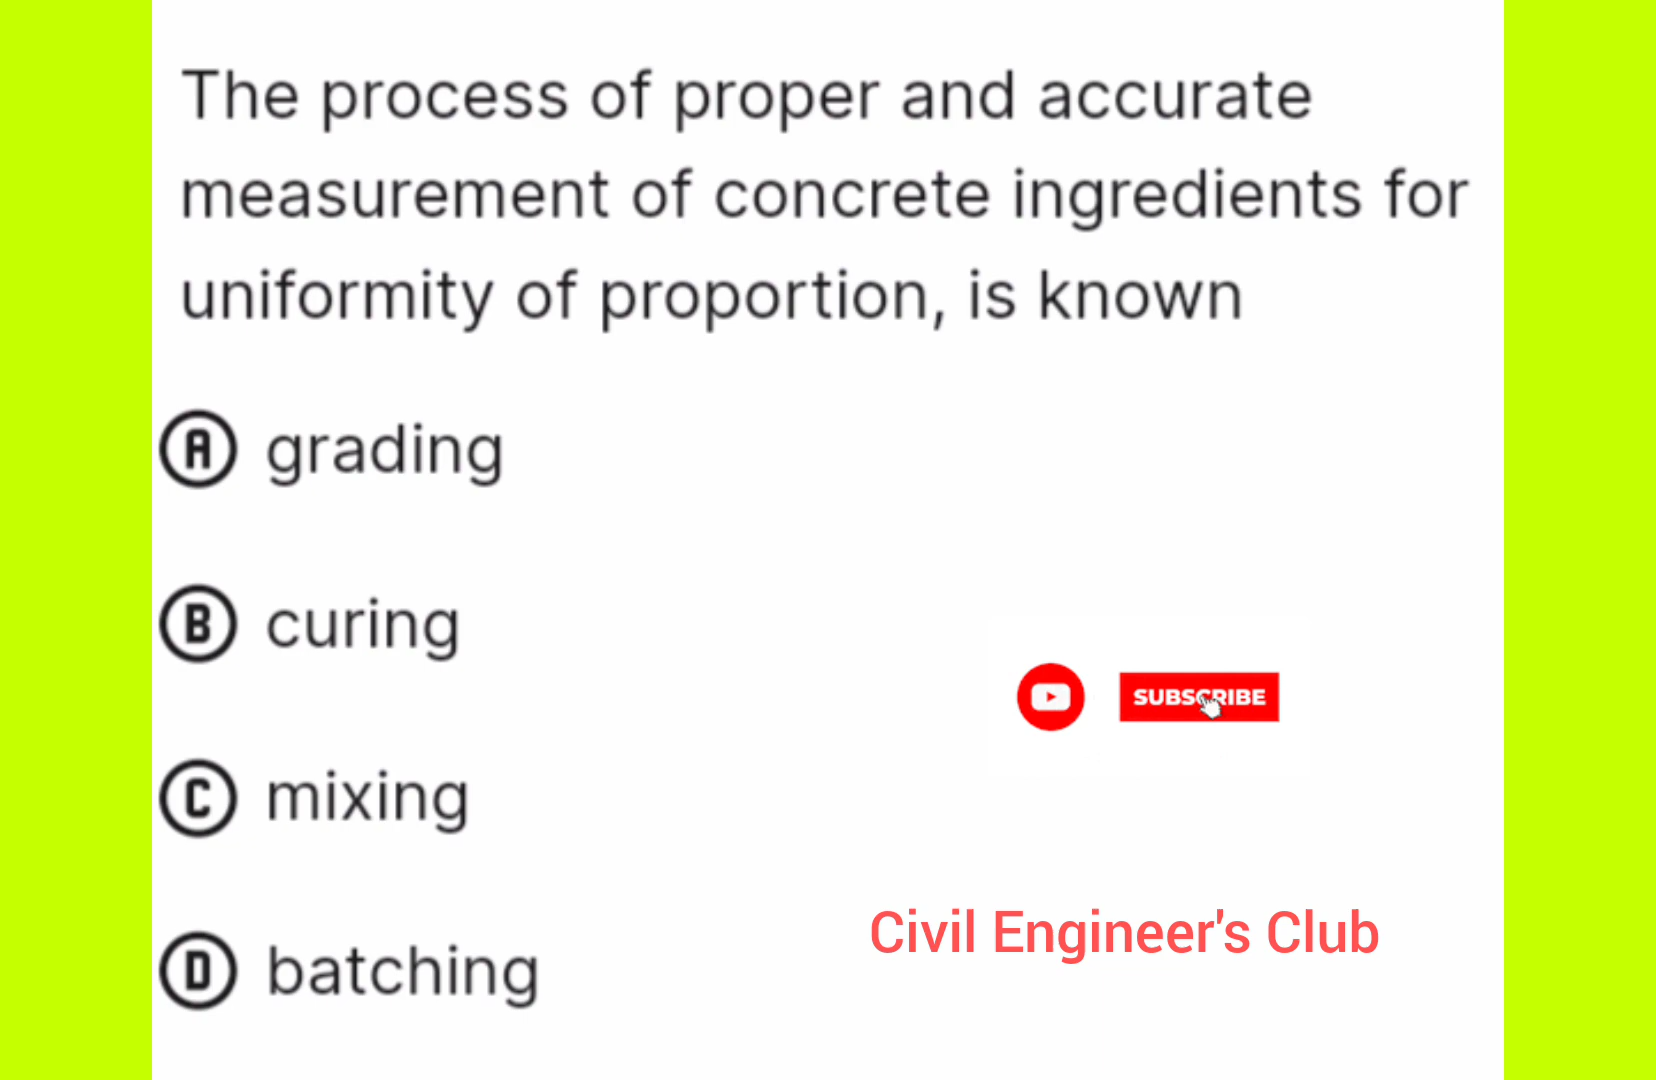 The process of proper and accurate
measurement of concrete ingredients for
uniformity of proportion, is known
A grading
B curing
SUBSCRIBE
C mixing
Civil Engineer's Club
D batching